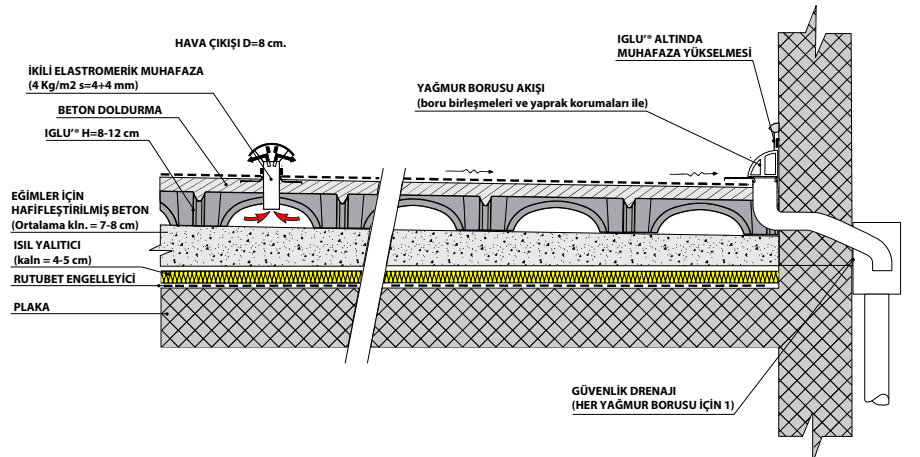 HAVA ÇIKIŞI D=8 cm.
İKİLİ ELASTROMERIK MUHAFAZA
(4 Kg/m2 s=4+4 mm)
BETON DOLDURMA
IGLU'® H=8-12 cm
EĞİMLER İÇİN
HAFİFLEŞTİRİLMİŞ BETON
(Ortalama kln. = 7-8 cm)
ISIL YALITICI
(kaln = 4-5 cm)
RUTUBET ENGELLEYİCİ
PLAKA
YAĞMUR BORUSU AKIŞI
(boru birleşmeleri ve yaprak korumaları ile)
IGLU'® ALTINDA
MUHAFAZA YÜKSELMESİ
GÜVENLİK DRENAJI
(HER YAĞMUR BORUSU İÇİN 1)